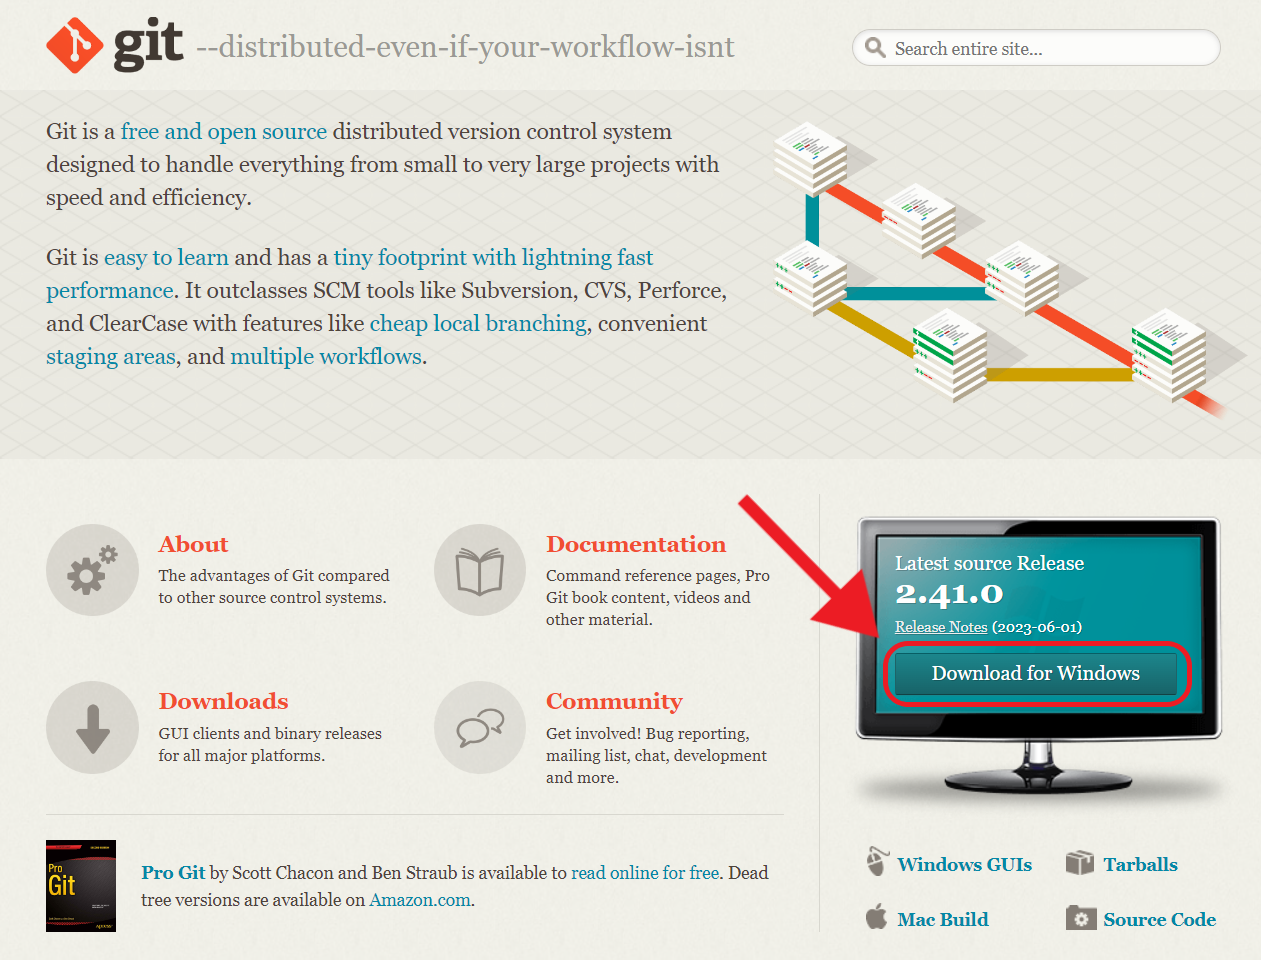 git --distributed-even-if-your-workflow-isnt
Search entire site...
Git is a free and open source distributed version control system
designed to handle everything from small to very large projects with
speed and efficiency.
Git is easy to learn and has a tiny footprint with lightning fast
performance. It outclasses SCM tools like Subversion, CVS, Perforce,
and ClearCase with features like cheap local branching, convenient
staging areas, and multiple workflows.
About
The advantages of Git compared
to other source control systems.
Documentation
Command reference pages, Pro
Git book content, videos and
other material.
Downloads
GUI clients and binary releases
for all major platforms.
Community
Get involved! Bug reporting,
mailing list, chat, development
and more.
Pro
Git
Pro Git by Scott Chacon and Ben Straub is available to read online for free. Dead
tree versions are available on Amazon.com.
Latest source Release
2.41.0
Release Notes (2023-06-01)
Download for Windows
Windows GUIs
Tarballs
Mac Build
Source Code